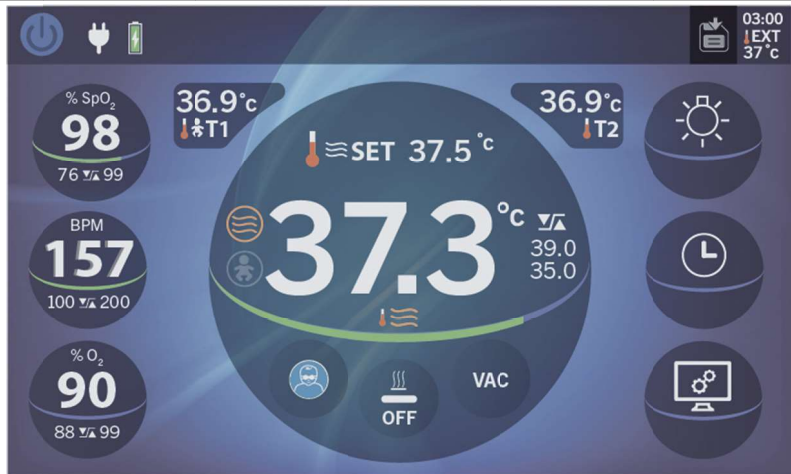 03:00
EXT
37°C
% SpO₂
98
76 99
36.9°C
T1
36.9°C
T2
SET 37.5°C
37.3°C
39.0
35.0
BPM
157
100 200
% O₂
90
88 99
OFF
VAC